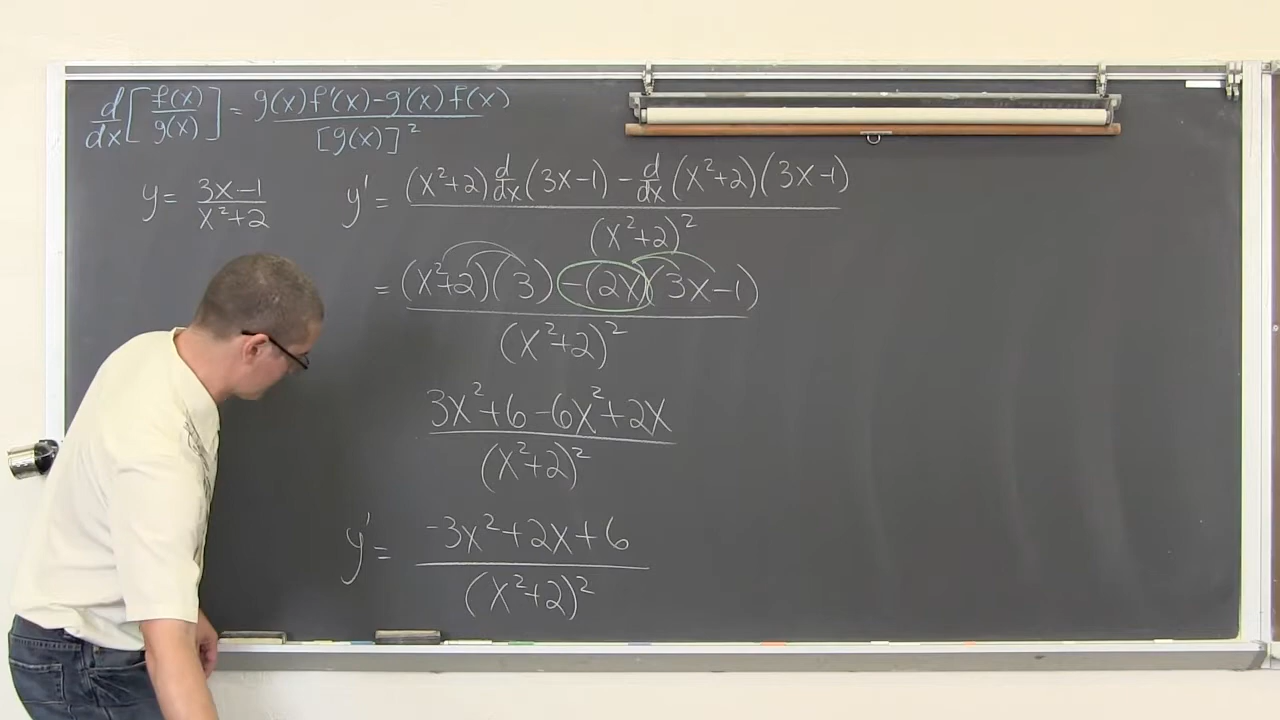 d/dx [f(x)/g(x)] = g(x)f'(x)-g'(x)f(x)/[g(x)]²
y = 3x-1/x²+2
y' = (x²+2) d/dx (3x-1) - d/dx (x²+2)(3x-1)/(x²+2)²
= (x²+2)(3) -(2x)(3x-1)/(x²+2)²
3x²+6-6x²+2x/(x²+2)²
y' = -3x²+2x+6/(x²+2)²